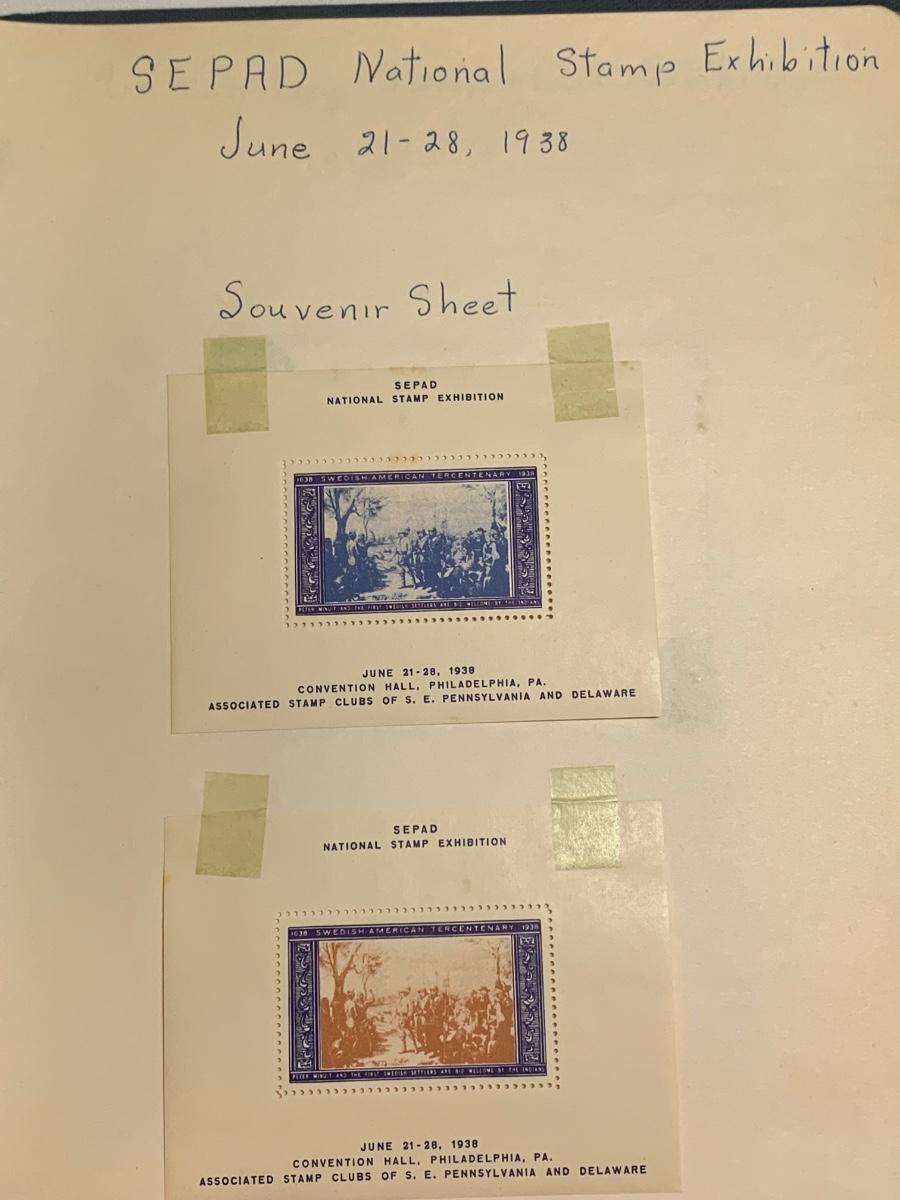 SEPAD National Stamp Exhibition
June 21-28, 1938
Souvenir Sheet
SEPAD
NATIONAL STAMP EXHIBITION
1638 SWEDISH-AMERICAN TERCENTENARY 1938
PETER MINUIT AND THE FIRST SWEDISH SETTLERS ARE BID WELCOME BY THE INDIANS
JUNE 21-28, 1938
CONVENTION HALL, PHILADELPHIA, PA.
ASSOCIATED STAMP CLUBS OF S. E. PENNSYLVANIA AND DELAWARE
SEPAD
NATIONAL STAMP EXHIBITION
1638 SWEDISH-AMERICAN TERCENTENARY 1938
PETER MINUIT AND THE FIRST SWEDISH SETTLERS ARE BID WELCOME BY THE INDIANS
JUNE 21-28, 1938
CONVENTION HALL, PHILADELPHIA, PA.
ASSOCIATED STAMP CLUBS OF S. E. PENNSYLVANIA AND DELAWARE